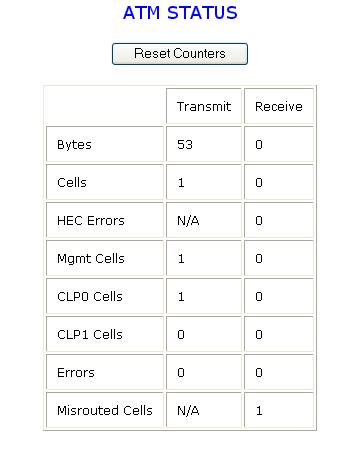 ATM STATUS
Reset Counters
Transmit Receive
Bytes 53 0
Cells 1 0
HEC Errors N/A 0
Mgmt Cells 1 0
CLP0 Cells 1 0
CLP1 Cells 0 0
Errors 0 0
Misrouted Cells N/A 1